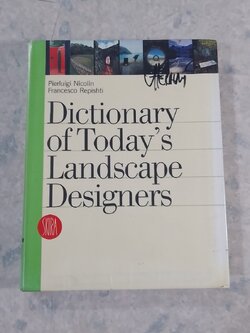 Pierluigi Nicolin
Francesco Repishti
Dictionary
of Today's
Landscape
Designers
SKIRA